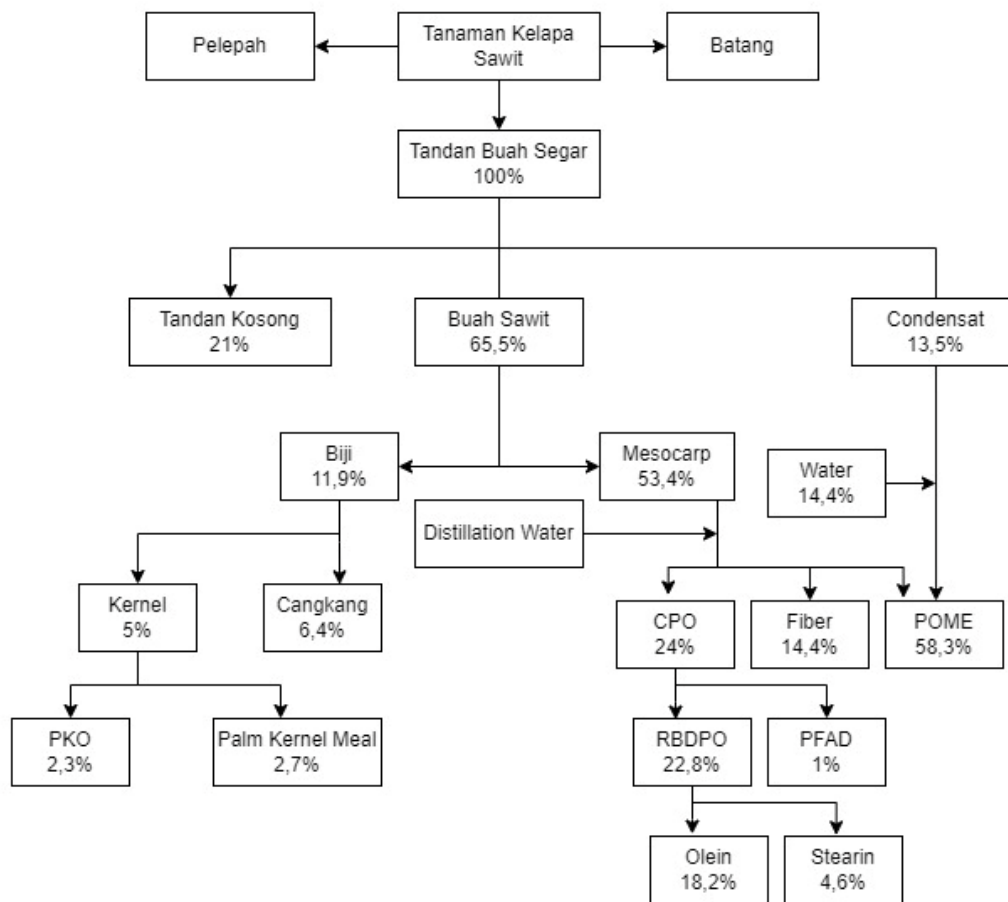 Pelepah
Tanaman Kelapa
Sawit
Batang
Tandan Buah Segar
100%
Tandan Kosong
21%
Buah Sawit
65,5%
Condensat
13,5%
Biji
11,9%
Mesocarp
53,4%
Water
14,4%
Distillation Water
Kernel
5%
Cangkang
6,4%
CPO
24%
Fiber
14,4%
POME
58,3%
PKO
2,3%
Palm Kernel Meal
2,7%
RBDPO
22,8%
PFAD
1%
Olein
18,2%
Stearin
4,6%